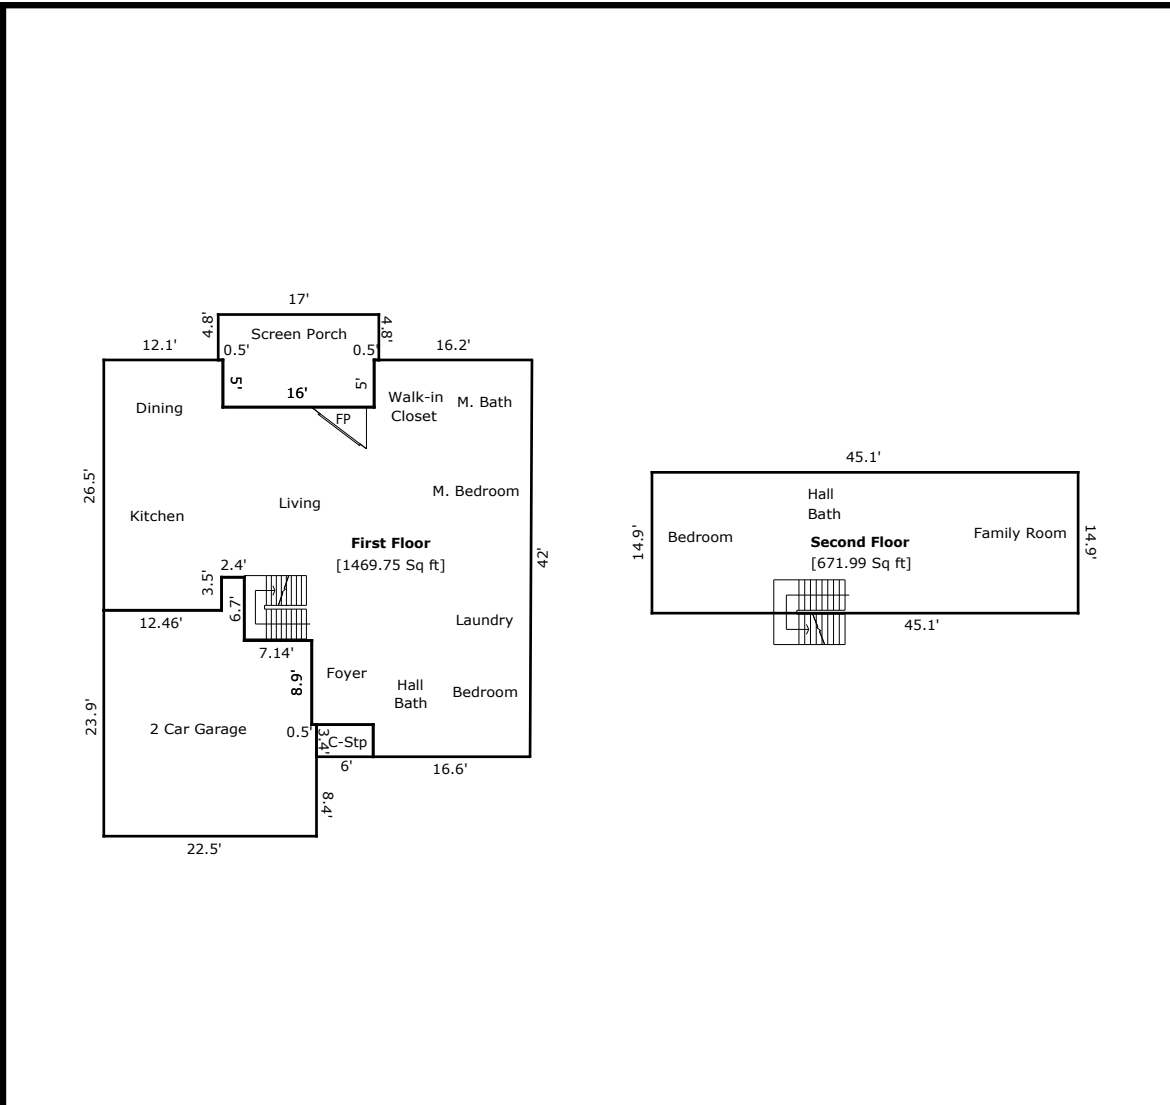 17'
4.8'
4.8'
Screen Porch
12.1'
0.5'
0.5'
16.2'
5'
5'
16'
Walk-in
Closet
M. Bath
Dining
FP
26.5'
Living
M. Bedroom
Kitchen
First Floor
[1469.75 Sq ft]
42'
2.4'
3.5'
6.7'
12.46'
7.14'
Laundry
8.9'
Foyer
Hall
Bath
Bedroom
23.9'
2 Car Garage
0.5'
3.4'
C-Stp
6'
16.6'
8.4'
22.5'
45.1'
14.9'
Hall
Bath
Bedroom
Second Floor
[671.99 Sq ft]
Family Room
14.9'
45.1'